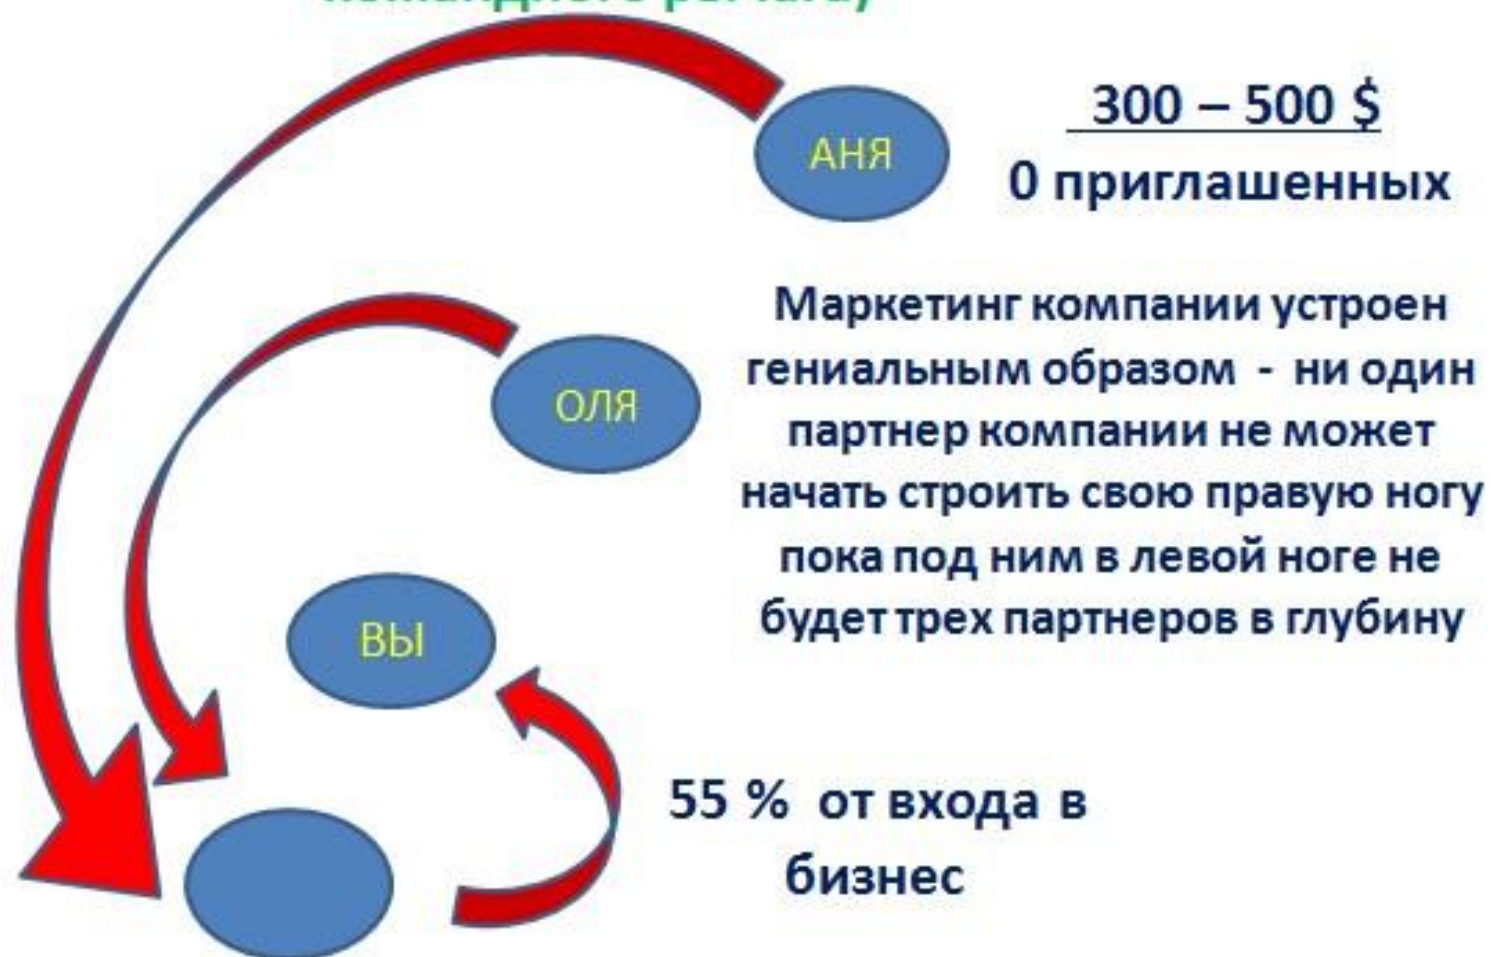 АНЯ
300 – 500 $
0 приглашенных
ОЛЯ
Маркетинг компании устроен
гениальным образом - ни один
партнер компании не может
начать строить свою правую ногу
пока под ним в левой ноге не
будет трех партнеров в глубину
ВЫ
55 % от входа в
бизнес